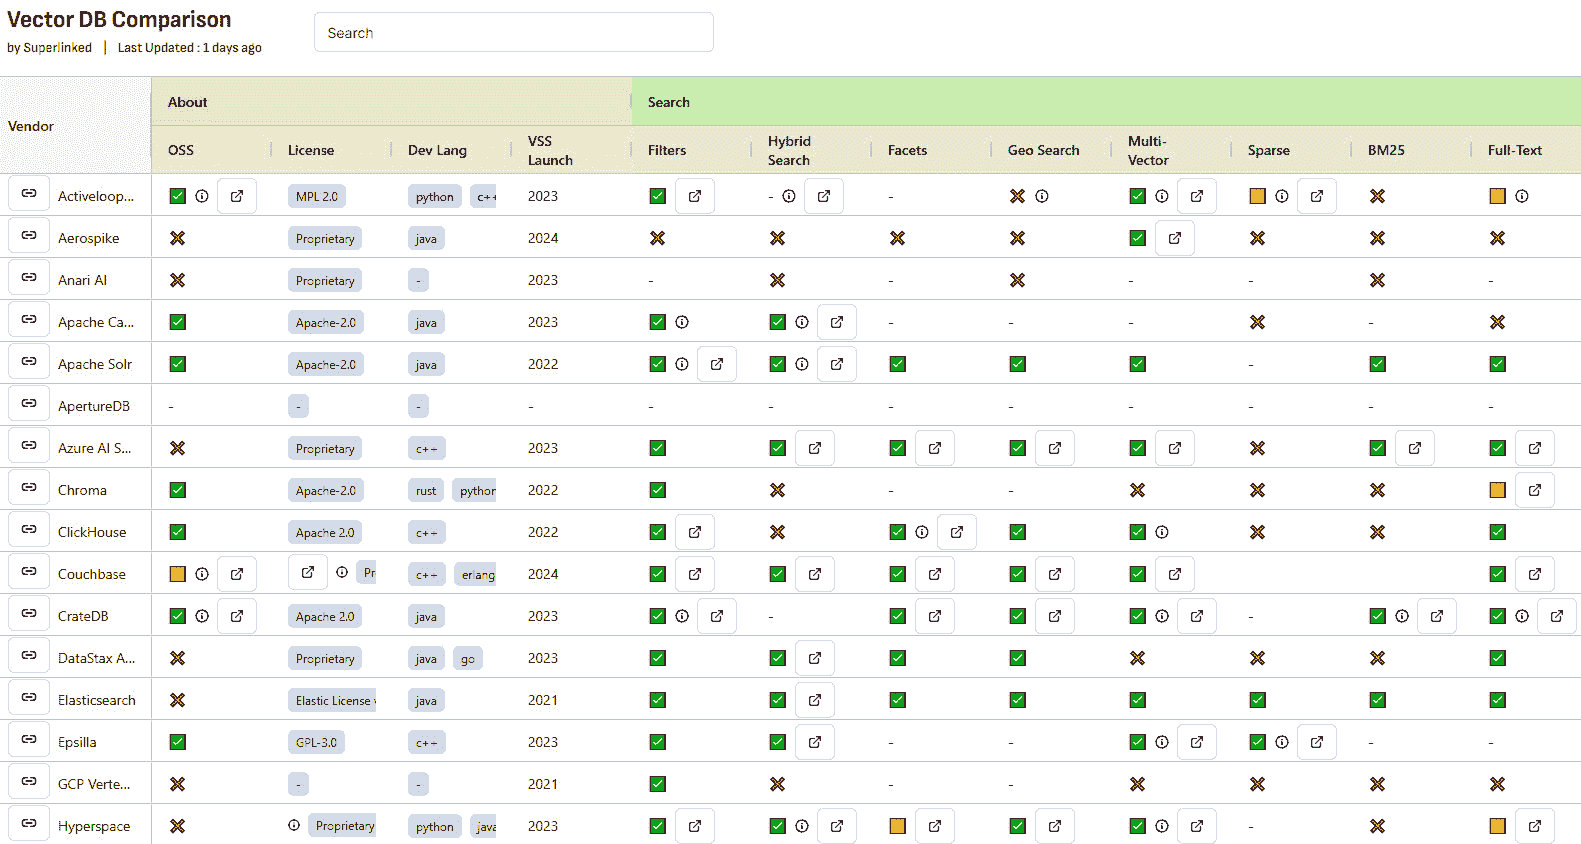 Vector DB Comparison
by Superlinked | Last Updated : 1 days ago
Search
Vendor
About
Search
OSS License Dev Lang VSS Launch Filters Hybrid Search Facets Geo Search Multi-Vector Sparse BM25 Full-Text
Activeloop... MPL 2.0 python c++ 2023 - -
Aerospike Proprietary java 2024
Anari AI Proprietary - 2023 - - - - -
Apache Ca... Apache-2.0 java 2023 - - - -
Apache Solr Apache-2.0 java 2022 -
ApertureDB - - - - - - - - - - - -
Azure AI S... Proprietary c++ 2023
Chroma Apache-2.0 rust python 2022 - -
ClickHouse Apache 2.0 c++ 2022
Couchbase Pr c++ erlang 2024
CrateDB Apache 2.0 java 2023 - -
DataStax A... Proprietary java go 2023
Elasticsearch Elastic License java 2021
Epsilla GPL-3.0 c++ 2023 - - - -
GCP Verte... - - 2021 - -
Hyperspace Proprietary python java 2023 -